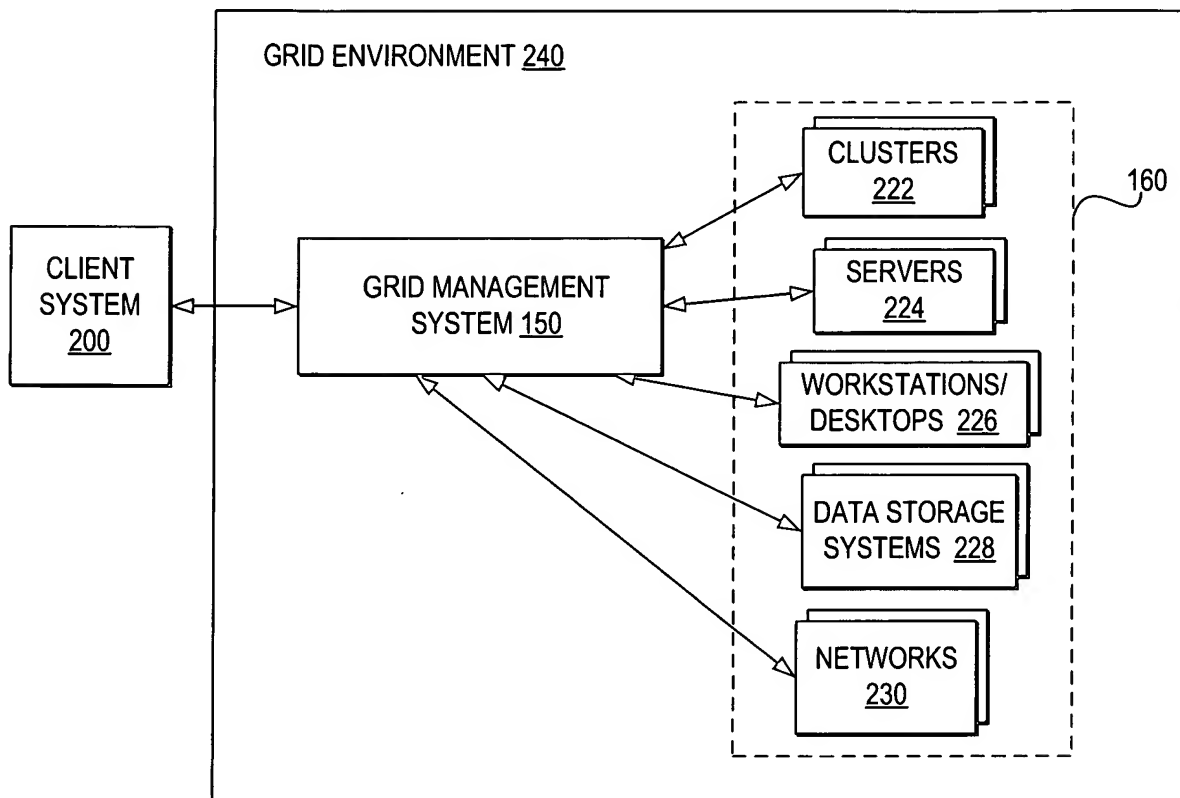 GRID ENVIRONMENT 240
CLUSTERS
222
160
SERVERS
224
CLIENT
SYSTEM
200
GRID MANAGEMENT
SYSTEM 150
WORKSTATIONS/
DESKTOPS 226
DATA STORAGE
SYSTEMS 228
NETWORKS
230